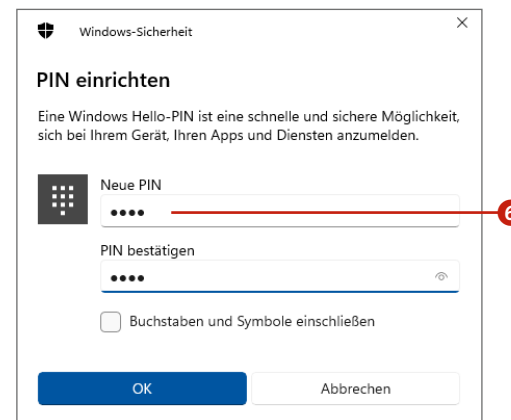 Windows-Sicherheit
PIN einrichten
Eine Windows Hello-PIN ist eine schnelle und sichere Möglichkeit,
sich bei Ihrem Gerät, Ihren Apps und Diensten anzumelden.
Neue PIN
••••
6
PIN bestätigen
••••
Buchstaben und Symbole einschließen
OK
Abbrechen